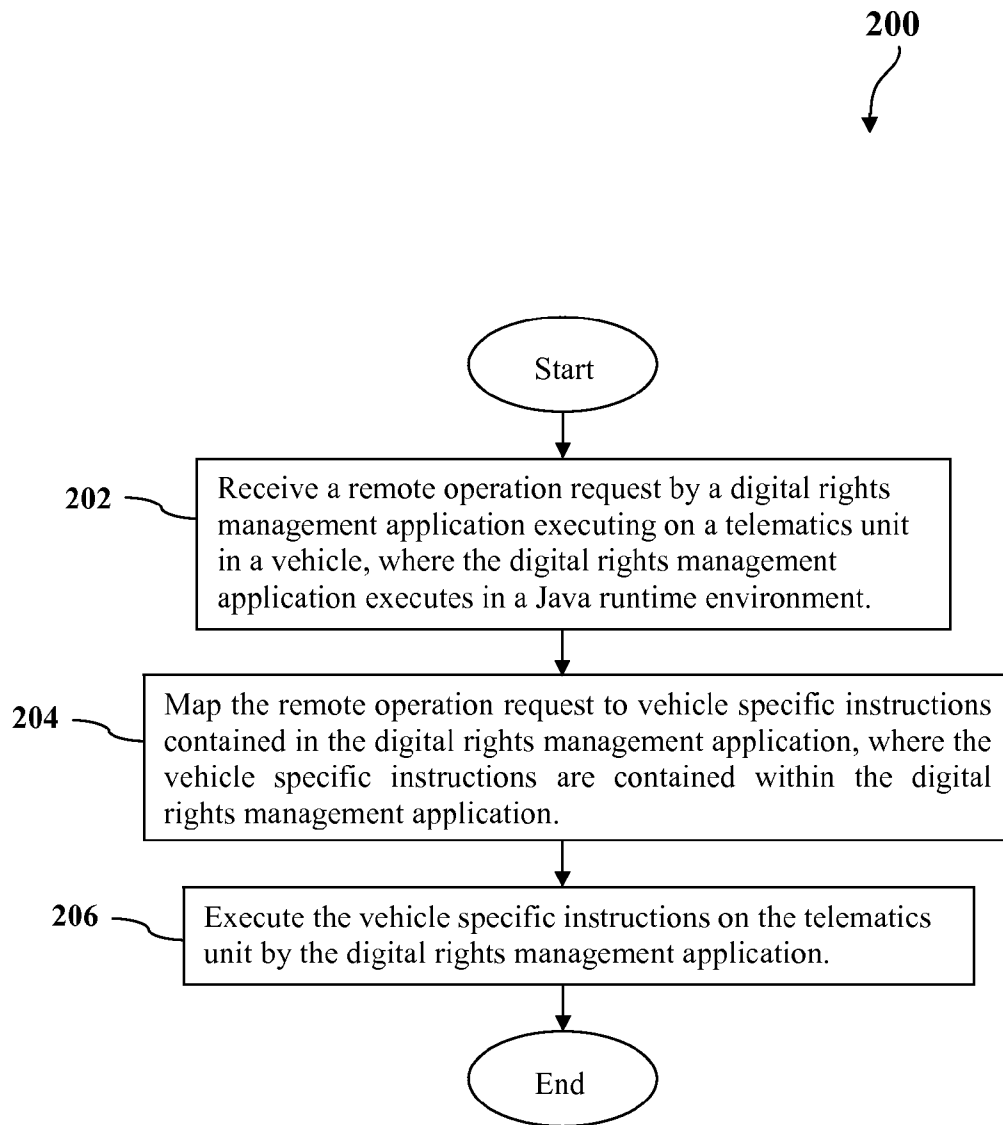 200
Start
202
Receive a remote operation request by a digital rights
management application executing on a telematics unit
in a vehicle, where the digital rights management
application executes in a Java runtime environment.
204
Map the remote operation request to vehicle specific instructions
contained in the digital rights management application, where the
vehicle specific instructions are contained within the digital
rights management application.
206
Execute the vehicle specific instructions on the telematics
unit by the digital rights management application.
End